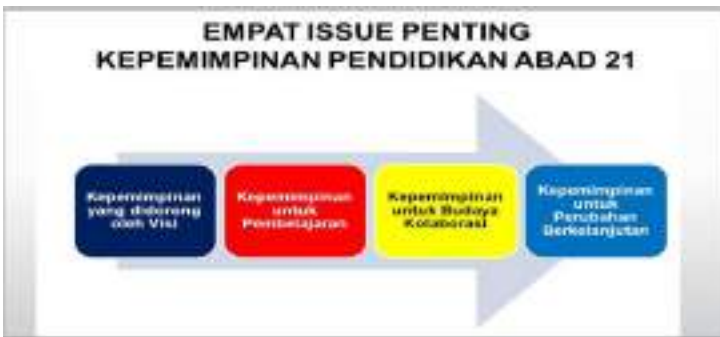 EMPAT ISSUE PENTING
KEPEMIMPINAN PENDIDIKAN ABAD 21
Kepemimpinan
yang didorong
oleh Visi
Kepemimpinan
untuk
Pembelajaran
Kepemimpinan
untuk Budaya
Kolaborasi
Kepemimpinan
untuk
Perubahan
Berkelanjutan